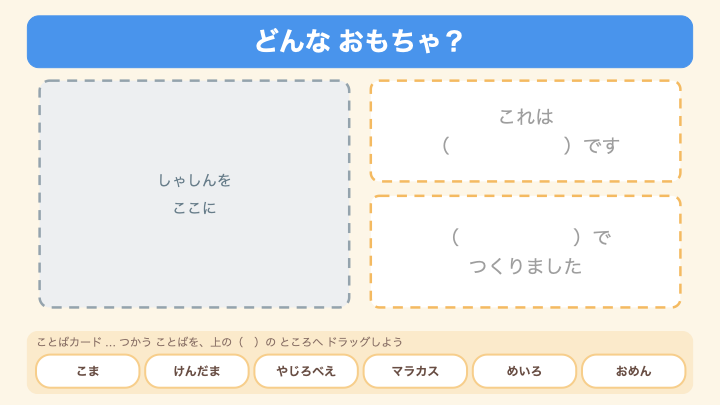 どんな おもちゃ？
しゃしんを
ここに
これは
（　　　　　）です
（　　　　　）で
つくりました
ことばカード … つかう ことばを、上の（　）の ところへ ドラッグしよう
こま
けんだま
やじろべえ
マラカス
めいろ
おめん